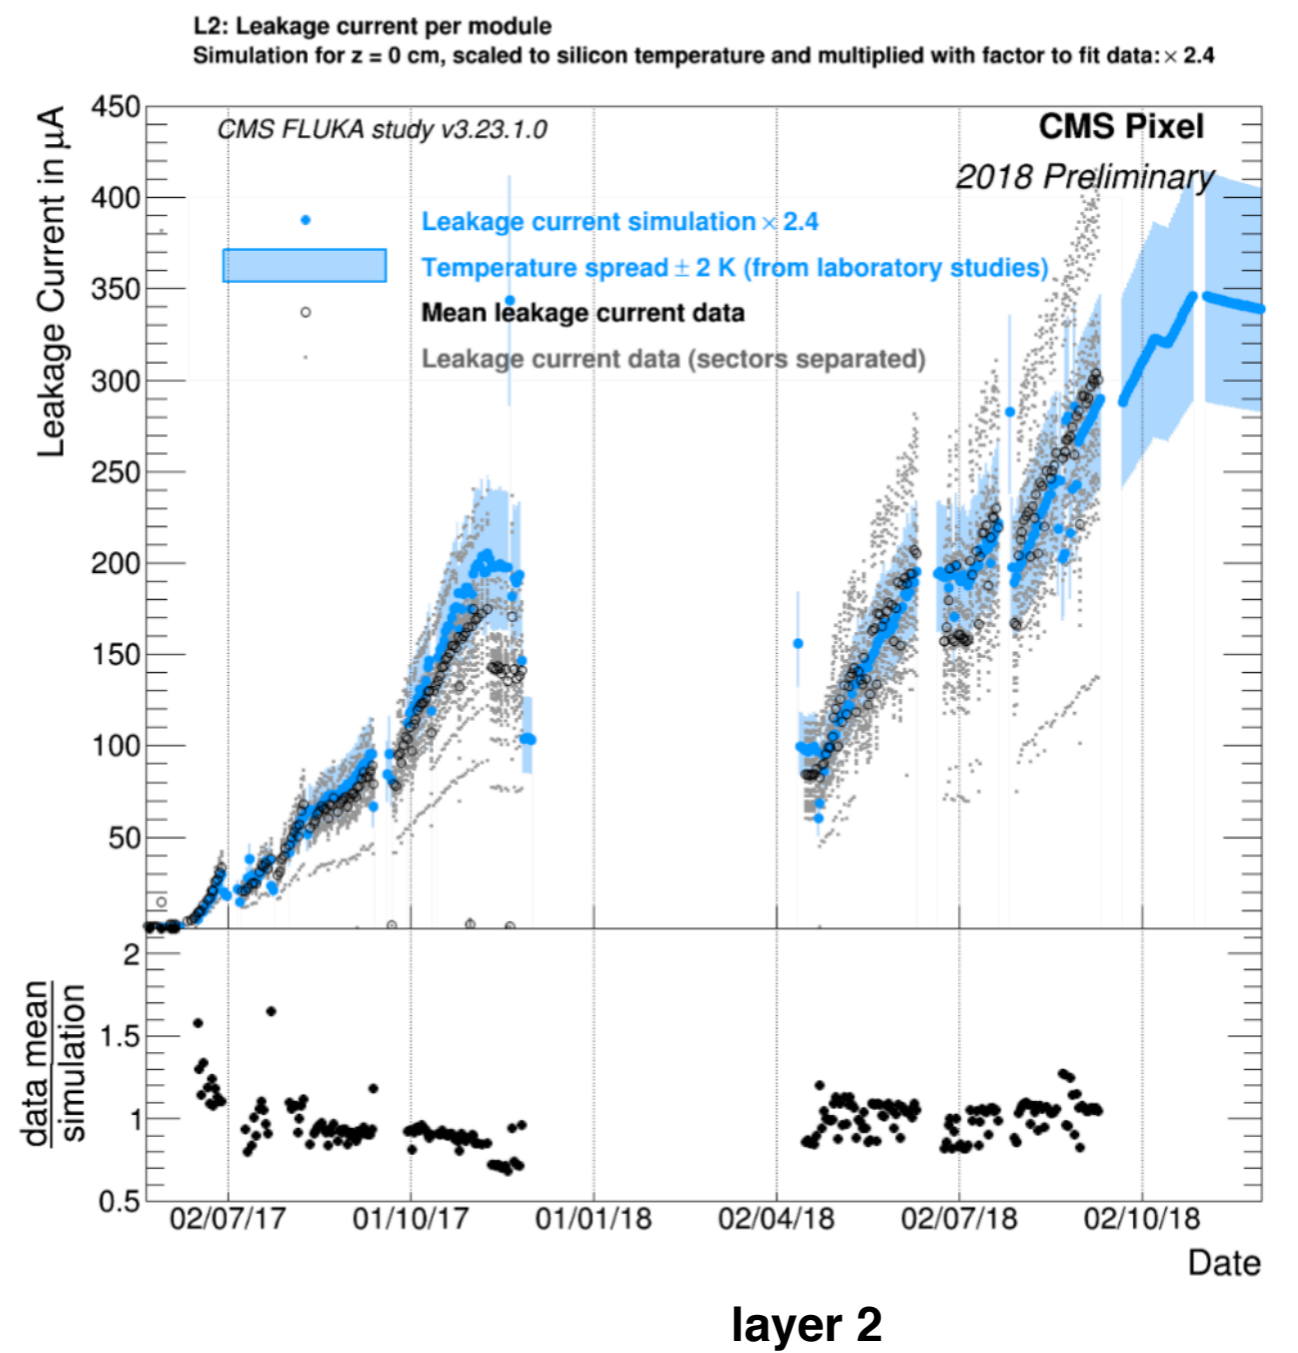 L2: Leakage current per module
Simulation for z = 0 cm, scaled to silicon temperature and multiplied with factor to fit data: × 2.4
Leakage Current in μA
450
400
350
300
250
200
150
100
50
CMS FLUKA study v3.23.1.0
CMS Pixel
2018 Preliminary
Leakage current simulation × 2.4
Temperature spread ± 2 K (from laboratory studies)
Mean leakage current data
Leakage current data (sectors separated)
data mean
simulation
2
1.5
1
0.5
02/07/17 01/10/17 01/01/18 02/04/18 02/07/18 02/10/18
Date
layer 2